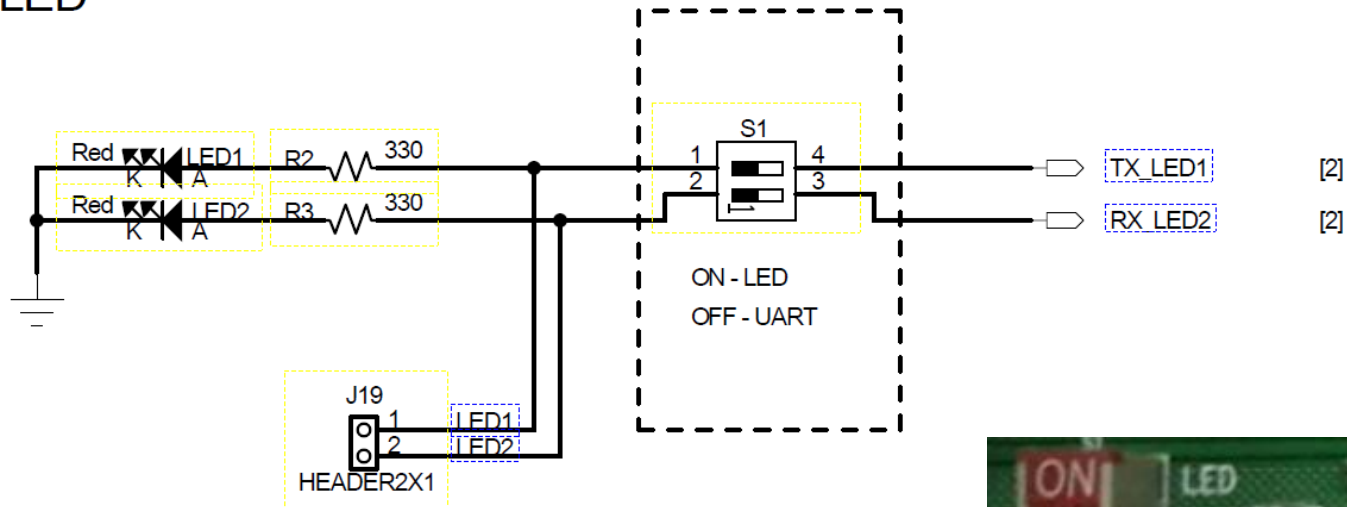 LED
S1
Red LED1 R2 330 1 4 TX_LED1 [2]
K A
2 3
Red LED2 R3 330 RX_LED2 [2]
K A
ON - LED
OFF - UART
J19
1 LED1
2 LED2
HEADER2X1
ON LED